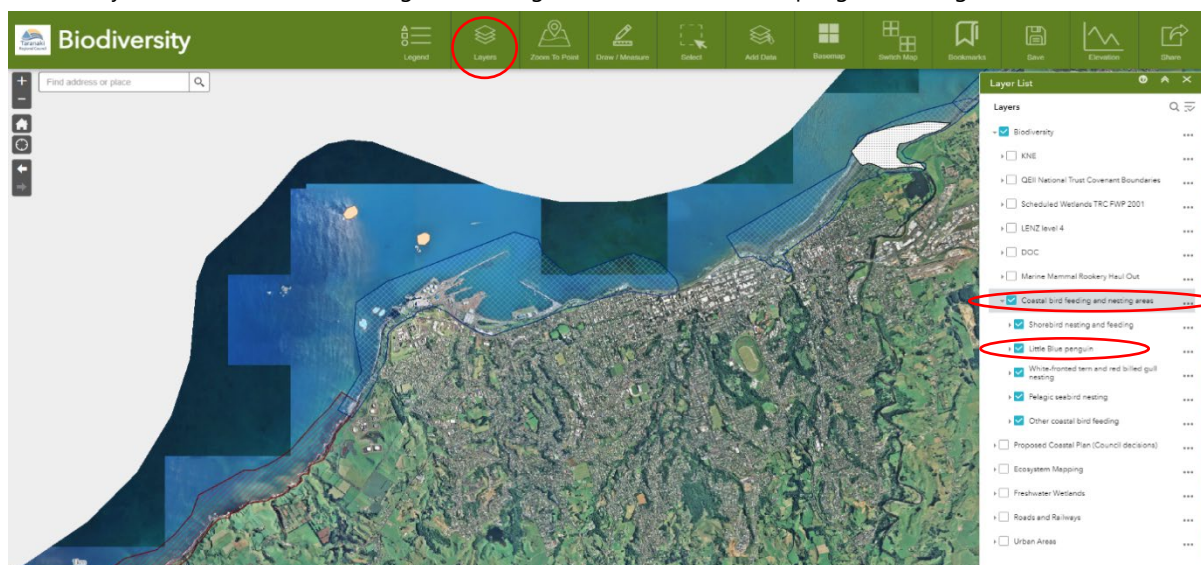 Taranaki
Regional Council
Biodiversity
Legend
Layers
Zoom To Point
Draw / Measure
Select
Add Data
Basemap
Switch Map
Bookmarks
Save
Elevation
Share
Find address or place
Layer List
Layers
Biodiversity
KNE
QEII National Trust Covenant Boundaries
Scheduled Wetlands TRC FWP 2001
LENZ level 4
DOC
Marine Mammal Rookery Haul Out
Coastal bird feeding and nesting areas
Shorebird nesting and feeding
Little Blue penguin
White-fronted tern and red billed gull
nesting
Pelagic seabird nesting
Other coastal bird feeding
Proposed Coastal Plan (Council decisions)
Ecosystem Mapping
Freshwater Wetlands
Roads and Railways
Urban Areas